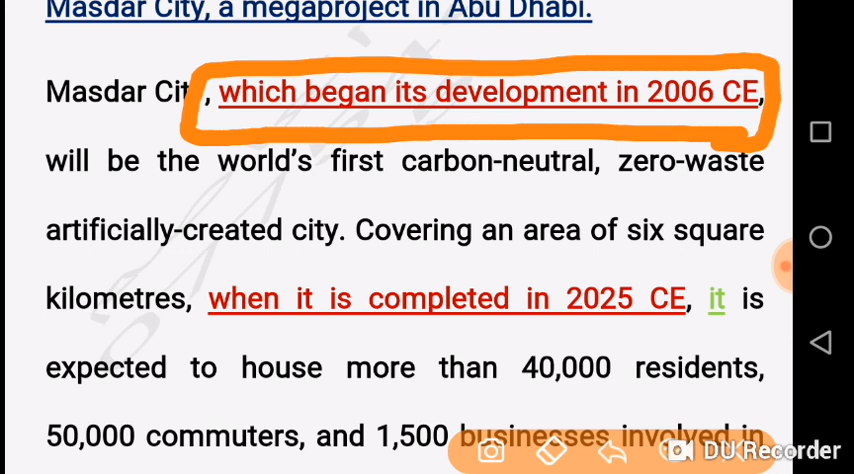 Masdar City, a megaproject in Abu Dhabi.
Masdar City, which began its development in 2006 CE,
will be the world's first carbon-neutral, zero-waste
artificially-created city. Covering an area of six square
kilometres, when it is completed in 2025 CE, it is
expected to house more than 40,000 residents,
50,000 commuters, and 1,500 businesses involved in
DU Recorder